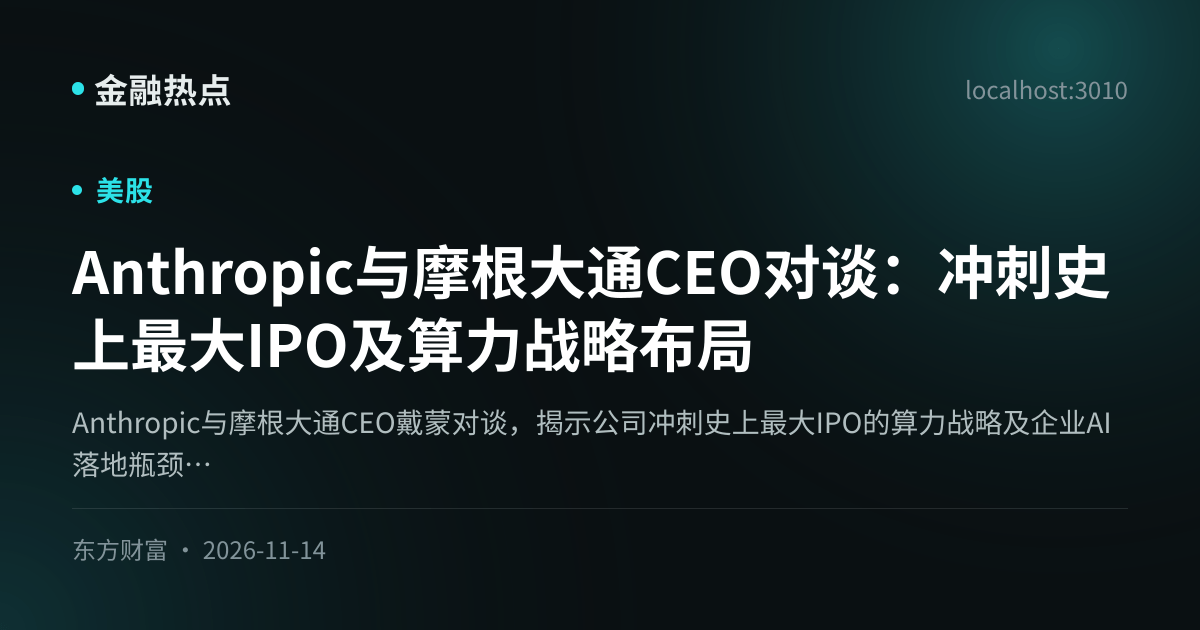 金融热点
localhost:3010
美股
Anthropic与摩根大通CEO对谈：冲刺史
上最大IPO及算力战略布局
Anthropic与摩根大通CEO戴蒙对谈，揭示公司冲刺史上最大IPO的算力战略及企业AI
落地瓶颈…
东方财富 · 2026-11-14